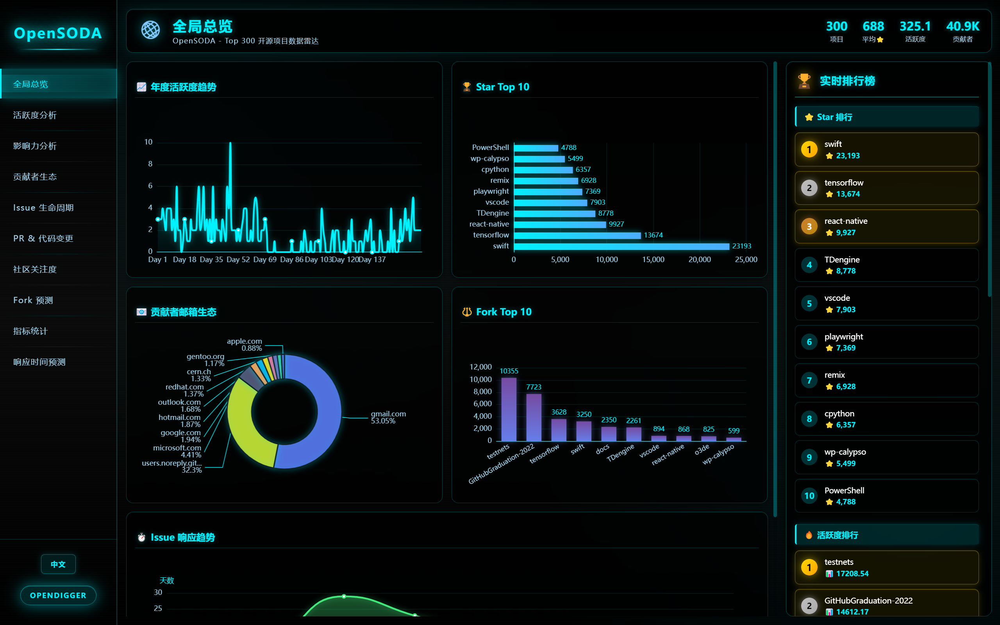 OpenSODA
全局总览
活跃度分析
影响力分析
贡献者生态
Issue 生命周期
PR & 代码变更
社区关注度
Fork 预测
指标统计
响应时间预测
中文
OPENDIGGER
全局总览
OpenSODA - Top 300 开源项目数据雷达
300
项目
688
平均
325.1
活跃度
40.9K
贡献者
年度活跃度趋势
10
8
6
4
2
0
Day 1 Day 18 Day 35 Day 52 Day 69 Day 86 Day 103 Day 120 Day 137
Star Top 10
PowerShell 4788
wp-calypso 5499
cpython 6357
remix 6928
playwright 7369
vscode 7903
TDengine 8778
react-native 9927
tensorflow 13674
swift 23193
0 5,000 10,000 15,000 20,000 25,000
贡献者邮箱生态
apple.com
0.88%
gentoo.org
1.17%
cern.ch
1.33%
redhat.com
1.37%
outlook.com
1.68%
hotmail.com
1.87%
google.com
1.94%
microsoft.com
4.41%
users.noreply.git...
32.3%
gmail.com
53.05%
Fork Top 10
12,000
10,000
8,000
6,000
4,000
2,000
0
10355 7723 3628 3250 2350 2261 894 868 825 599
testnets GitHubGraduation-2022 tensorflow swift docs TDengine vscode react-native o3de wp-calypso
Issue 响应趋势
天数
30
25
实时排行榜
Star 排行
1
swift
23,193
2
tensorflow
13,674
3
react-native
9,927
4
TDengine
8,778
5
vscode
7,903
6
playwright
7,369
7
remix
6,928
8
cpython
6,357
9
wp-calypso
5,499
10
PowerShell
4,788
活跃度排行
1
testnets
17208.54
2
GitHubGraduation-2022
14612.17